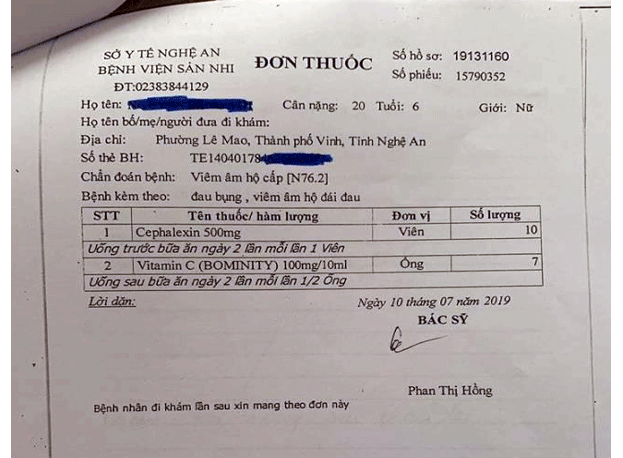 SỞ Y TẾ NGHỆ AN
BỆNH VIỆN SẢN NHI
ĐT:02383844129
ĐƠN THUỐC
Số hồ sơ: 19131160
Số phiếu: 15790352
Họ tên: Cân nặng: 20 Tuổi: 6 Giới: Nữ
Họ tên bố/mẹ/người đưa đi khám:
Địa chỉ: Phường Lê Mao, Thành phố Vinh, Tỉnh Nghệ An
Số thẻ BH: TE14040178
Chẩn đoán bệnh: Viêm âm hộ cấp [N76.2]
Bệnh kèm theo: đau bụng , viêm âm hộ đái đau
STT Tên thuốc/ hàm lượng Đơn vị Số lượng
1 Cephalexin 500mg Viên 10
Uống trước bữa ăn ngày 2 lần mỗi lần 1 Viên
2 Vitamin C (BOMINITY) 100mg/10ml Ống 7
Uống sau bữa ăn ngày 2 lần mỗi lần 1/2 Ống
Lời dặn:
Ngày 10 tháng 07 năm 2019
BÁC SỸ
Phan Thị Hồng
Bệnh nhân đi khám lần sau xin mang theo đơn này